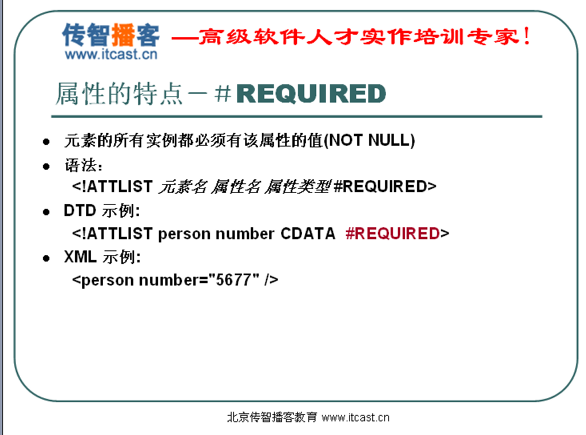 传智播客 —高级软件人才实作培训专家!
www.itcast.cn
属性的特点－＃REQUIRED
● 元素的所有实例都必须有该属性的值(NOT NULL)
● 语法：
<!ATTLIST 元素名 属性名 属性类型#REQUIRED>
● DTD 示例:
<!ATTLIST person number CDATA #REQUIRED>
● XML 示例:
<person number="5677" />
北京传智播客教育 www.itcast.cn